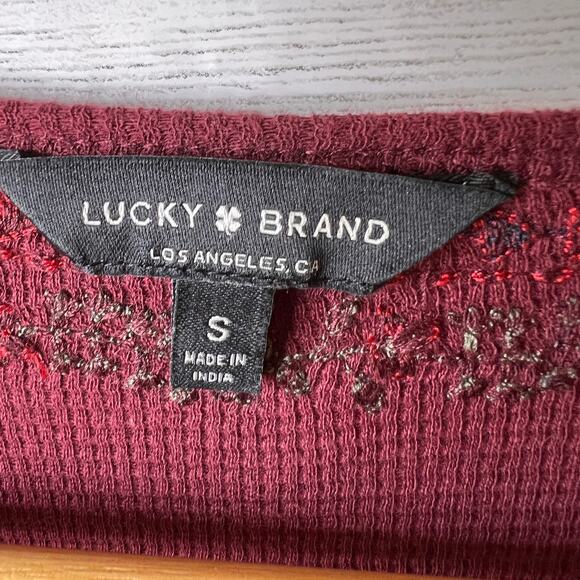 LUCKY BRAND
LOS ANGELES, CA
S
MADE IN
INDIA